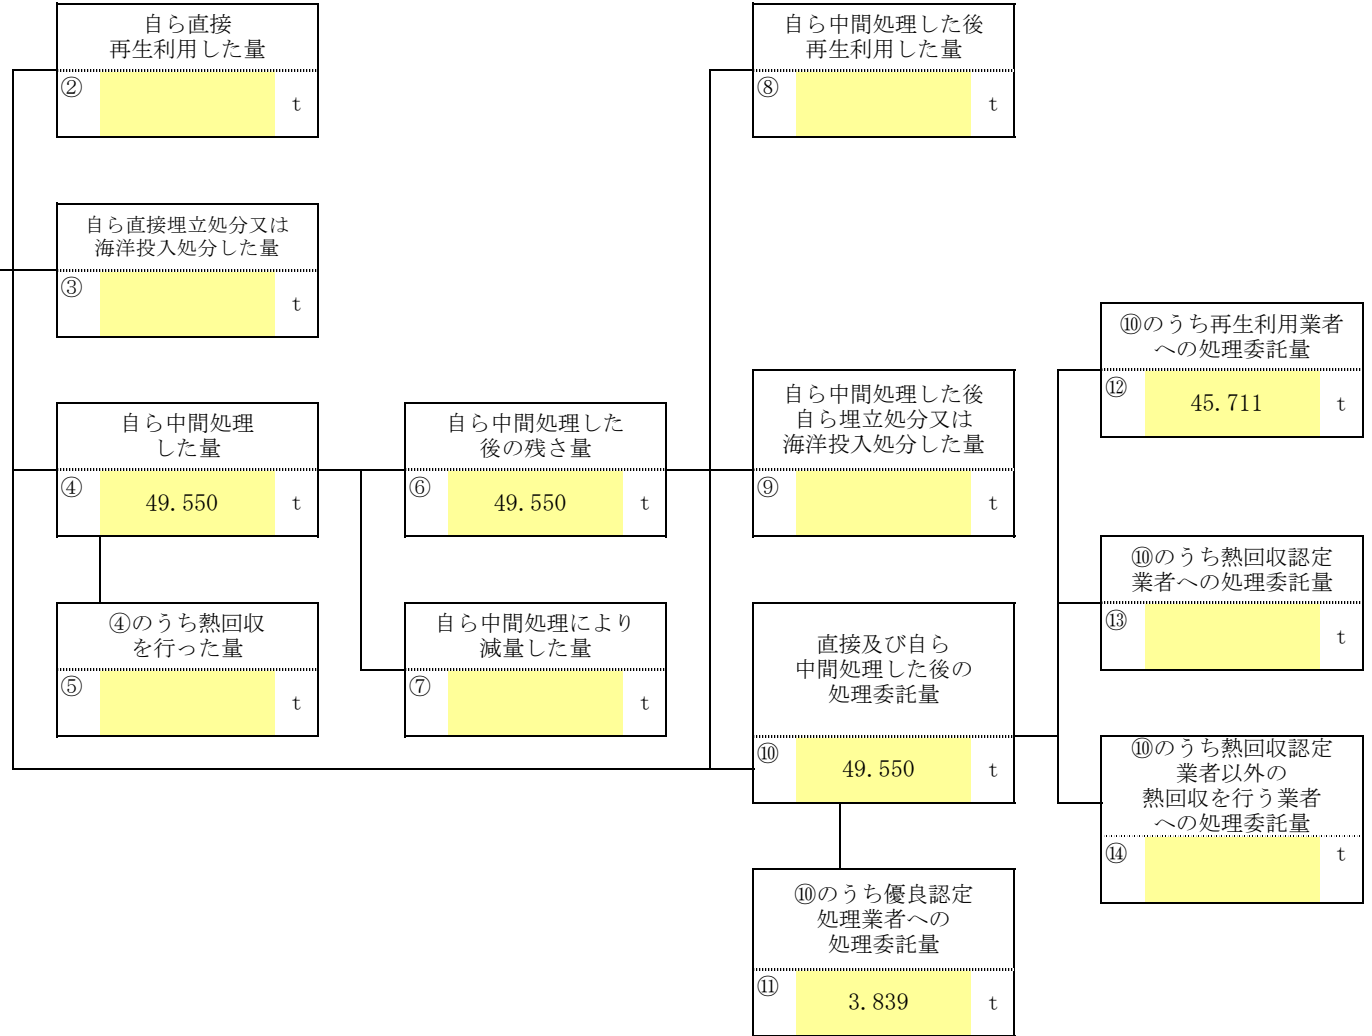 自ら直接
再生利用した量
②
t
自ら直接埋立処分又は
海洋投入処分した量
③
t
自ら中間処理
した量
④
49.550
t
④のうち熱回収
を行った量
⑤
t
自ら中間処理した
後の残さ量
⑥
49.550
t
自ら中間処理により
減量した量
⑦
t
自ら中間処理した後
再生利用した量
⑧
t
自ら中間処理した後
自ら埋立処分又は
海洋投入処分した量
⑨
t
直接及び自ら
中間処理した後の
処理委託量
⑩
49.550
t
⑩のうち優良認定
処理業者への
処理委託量
⑪
3.839
t
⑩のうち再生利用業者
への処理委託量
⑫
45.711
t
⑩のうち熱回収認定
業者への処理委託量
⑬
t
⑩のうち熱回収認定
業者以外の
熱回収を行う業者
への処理委託量
⑭
t